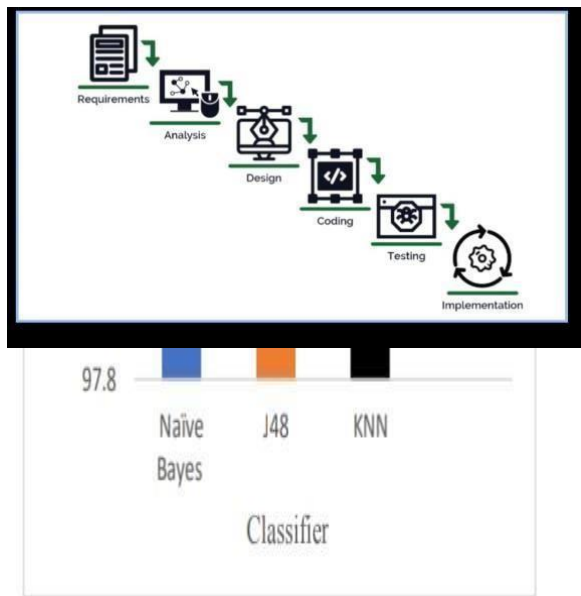 Requirements
Analysis
Design
</>
Coding
Testing
Implementation
97.8
Naïve
Bayes
J48
KNN
Classifier